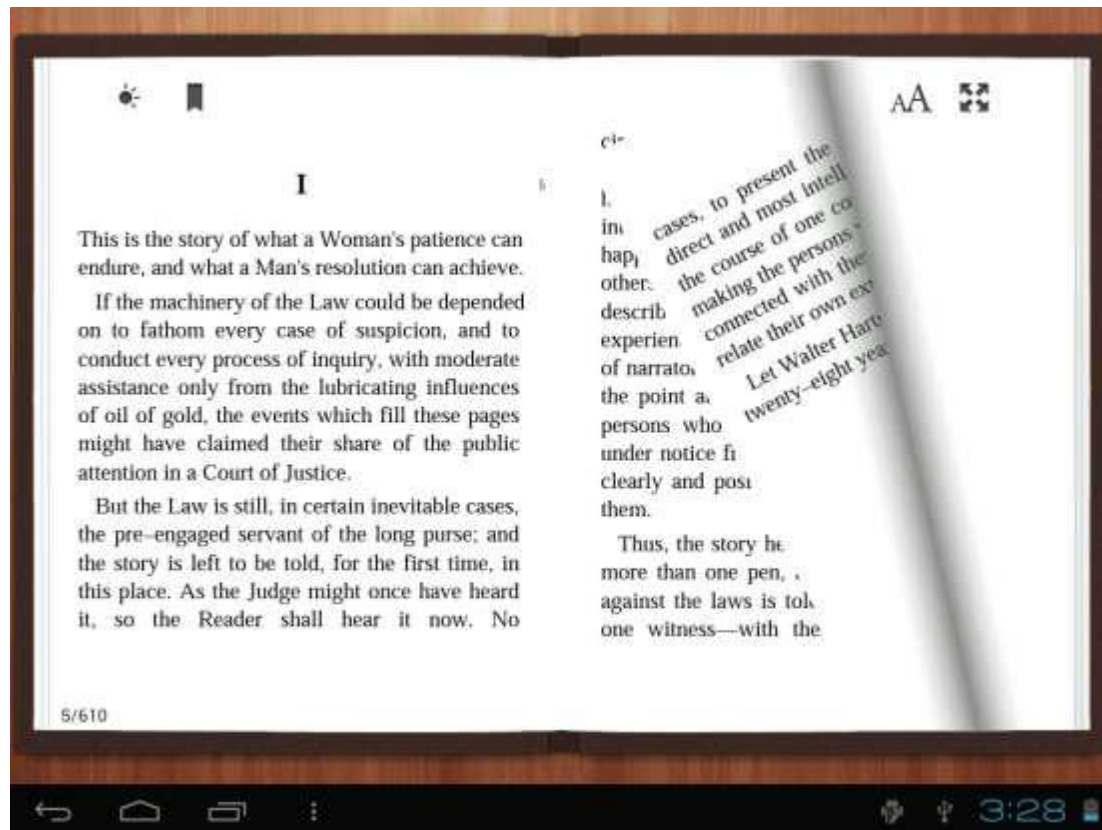 AA
I
This is the story of what a Woman's patience can
endure, and what a Man's resolution can achieve.
If the machinery of the Law could be depended
on to fathom every case of suspicion, and to
conduct every process of inquiry, with moderate
assistance only from the lubricating influences
of oil of gold, the events which fill these pages
might have claimed their share of the public
attention in a Court of Justice.
But the Law is still, in certain inevitable cases,
the pre–engaged servant of the long purse; and
the story is left to be told, for the first time, in
this place. As the Judge might once have heard
it, so the Reader shall hear it now. No
5/610
other.
describ
experien
of narrato
the point
persons who
under notice
clearly and
them.
Thus, the story
more than one pen,
against the laws is
one witness—with the
cases, to present the
direct and most intell
the course of one co
making the persons
connected with the
relate their own ex
Let Walter Hart
twenty–eight yea
3:28